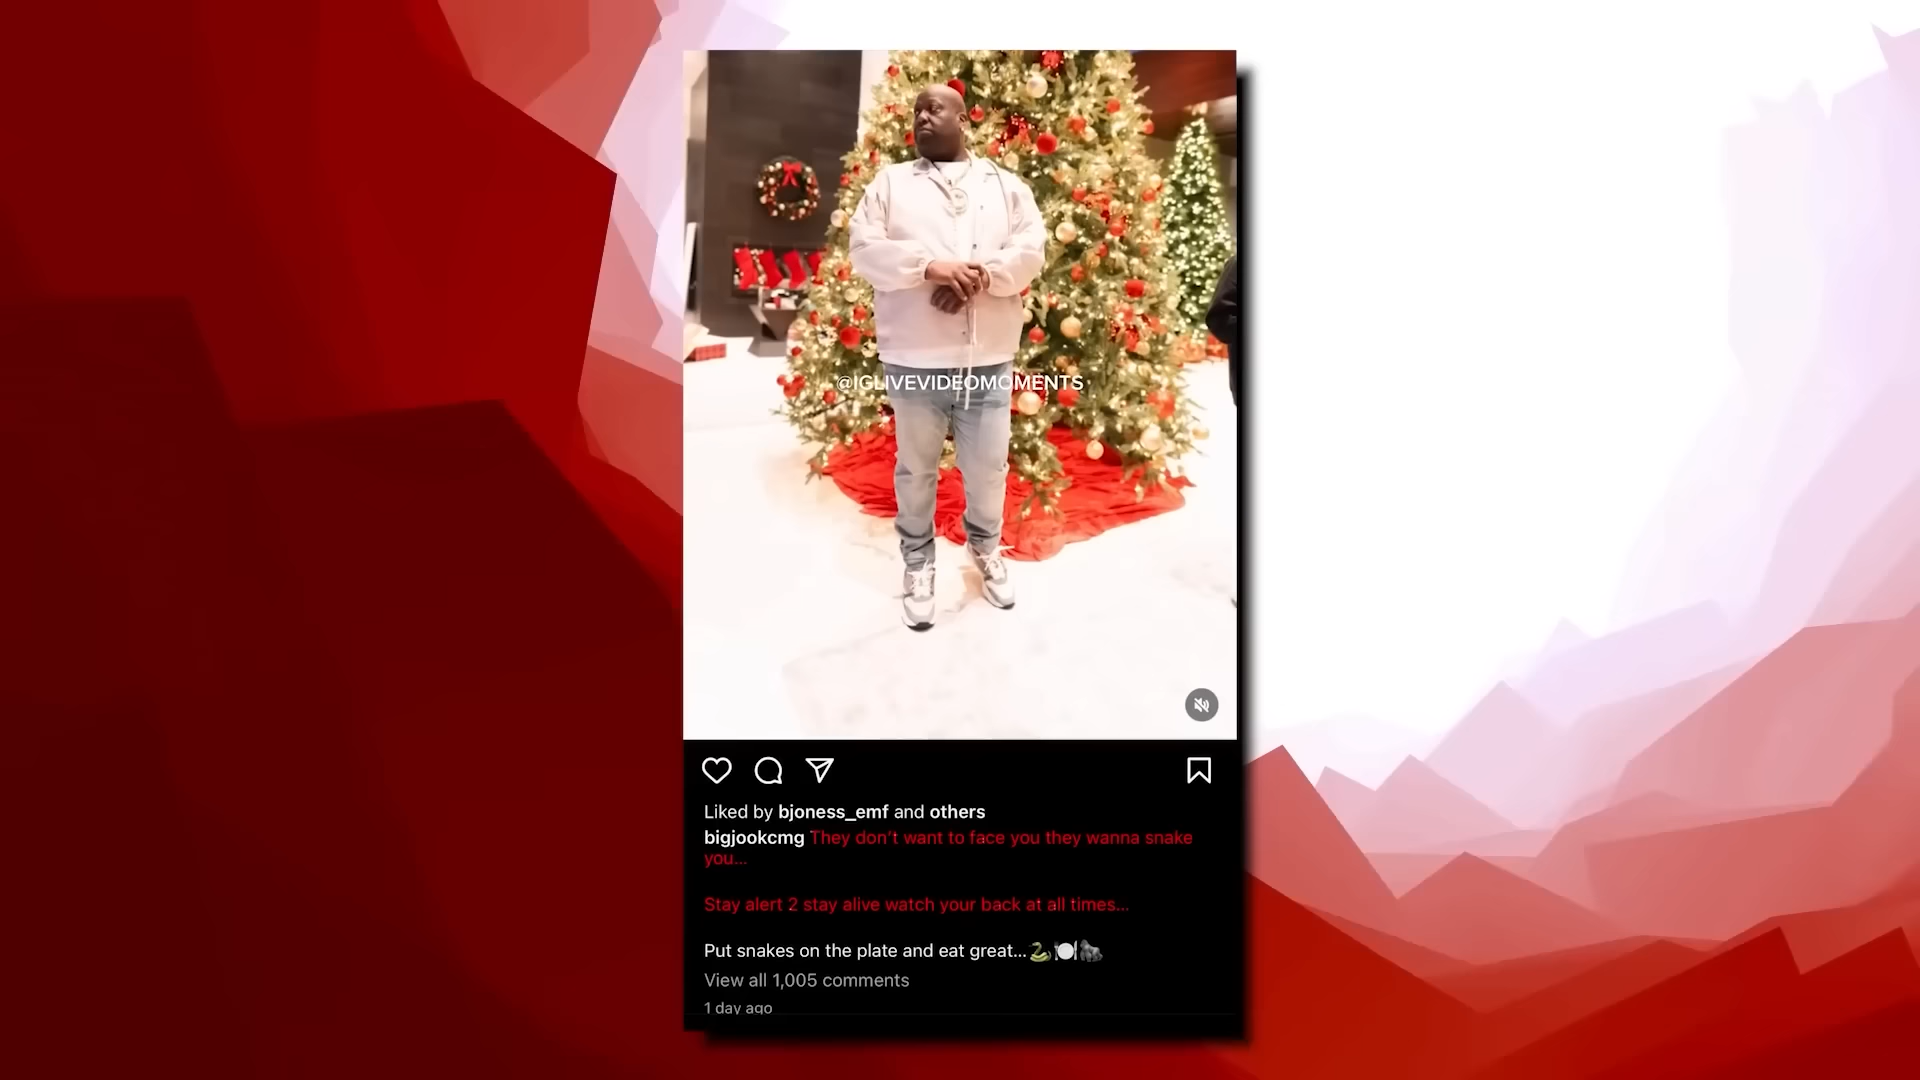 @IGLIVEVIDEOMOMENTS
Liked by bjoness_emf and others
bigjookcmg They don't want to face you they wanna snake
you...
Stay alert 2 stay alive watch your back at all times...
Put snakes on the plate and eat great...🐍🍽️🦍
View all 1,005 comments
1 day ago